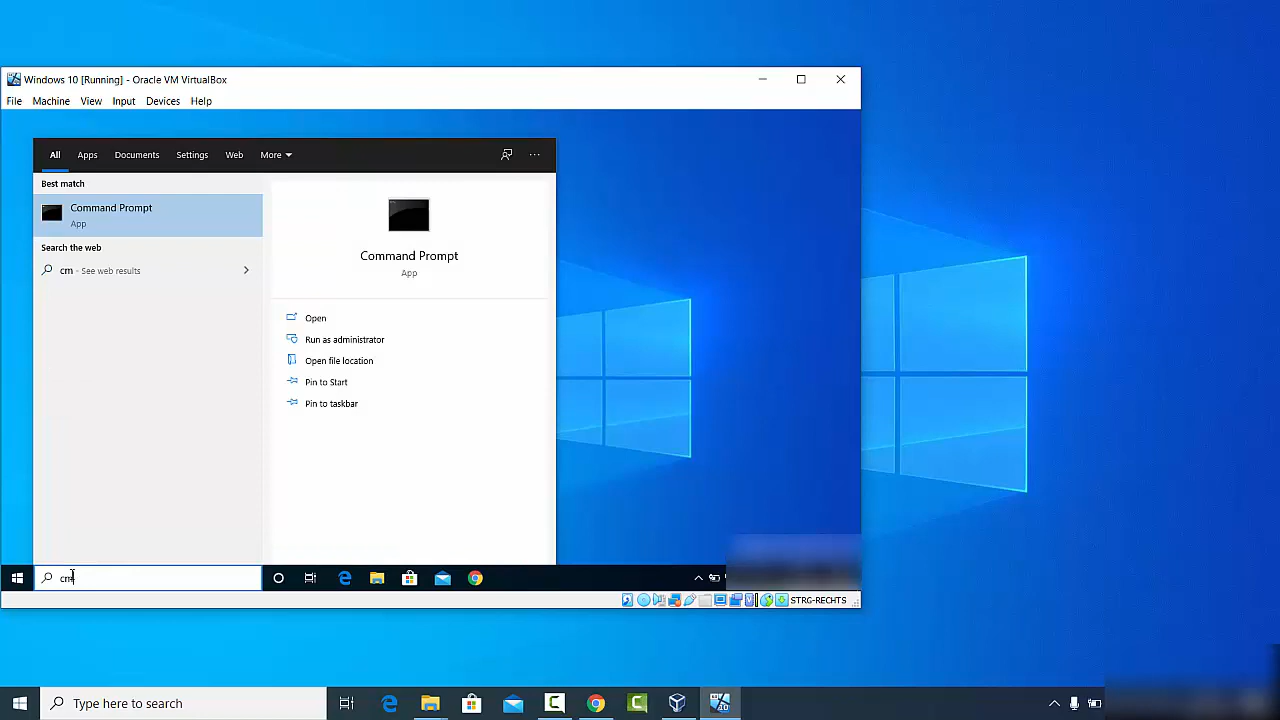 Windows 10 [Running] - Oracle VM VirtualBox
File Machine View Input Devices Help
All Apps Documents Settings Web More
Best match
Command Prompt
App
Search the web
cm - See web results
Command Prompt
App
Open
Run as administrator
Open file location
Pin to Start
Pin to taskbar
cm
STRG-RECHTS
Type here to search